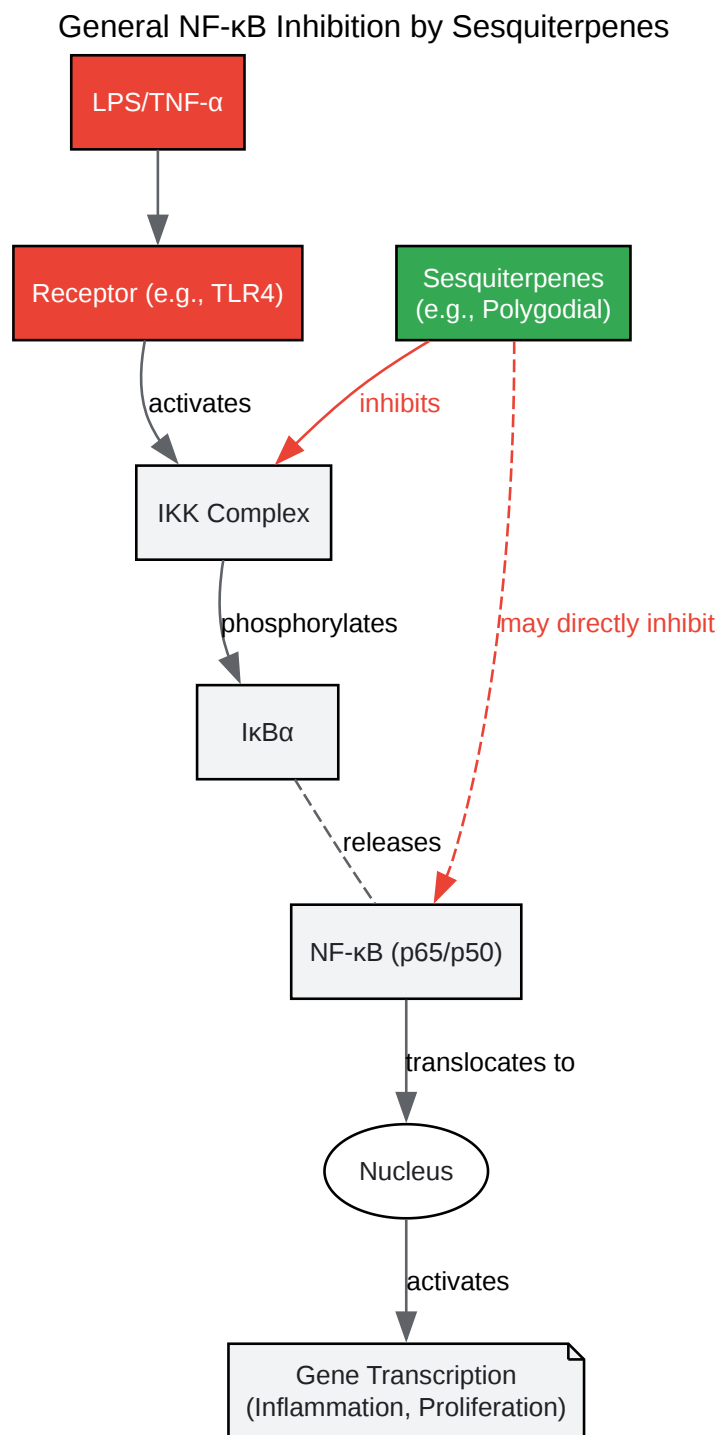 General NF-κB Inhibition by Sesquiterpenes
LPS/TNF-α
Receptor (e.g., TLR4)
Sesquiterpenes
(e.g., Polygodial)
activates
inhibits
IKK Complex
phosphorylates
may directly inhibit
IκBα
releases
NF-κB (p65/p50)
translocates to
Nucleus
activates
Gene Transcription
(Inflammation, Proliferation)